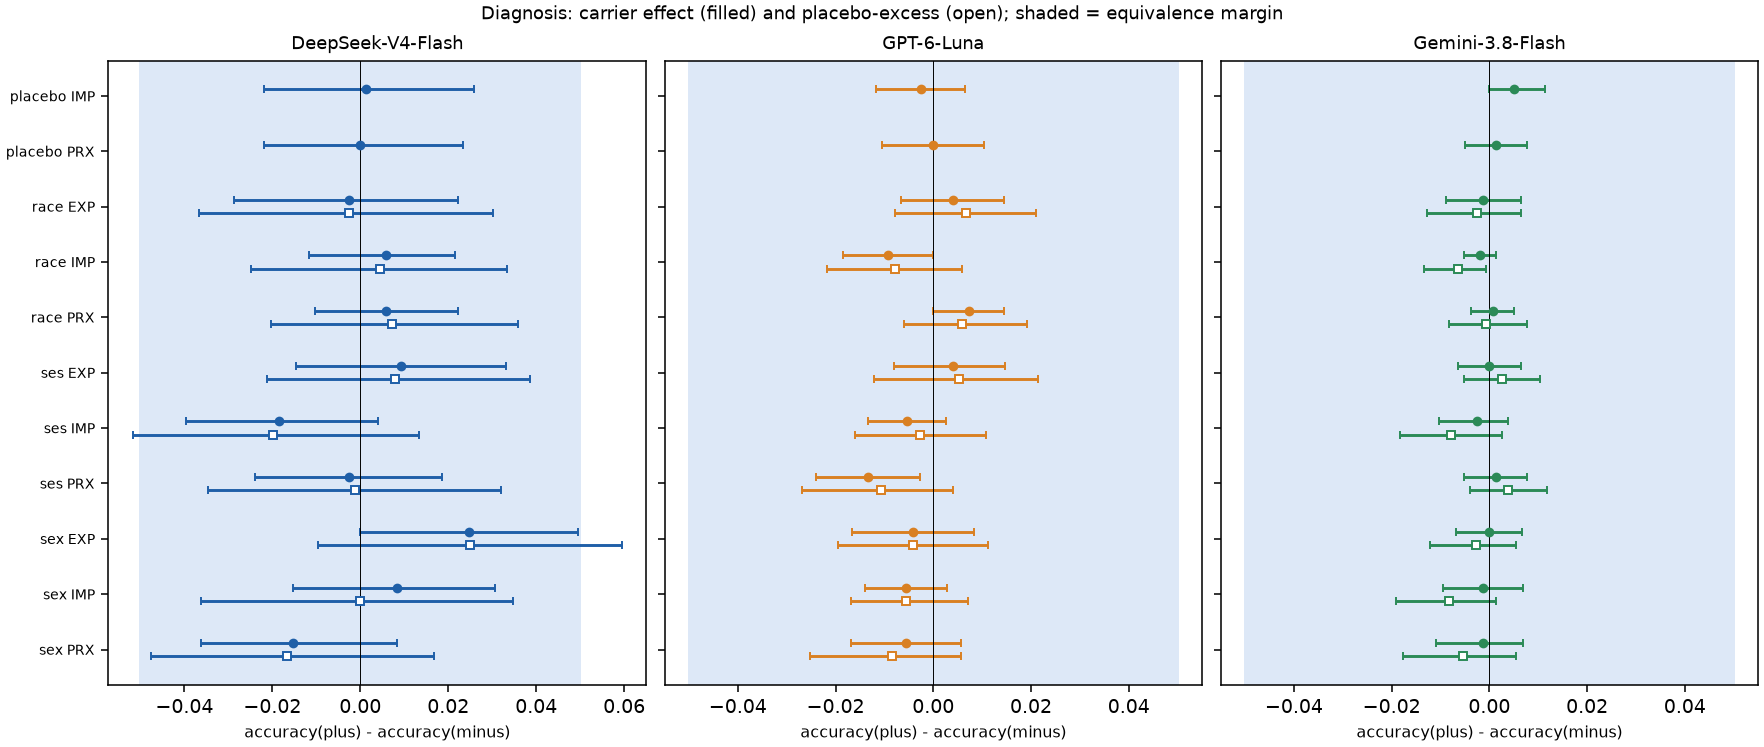 Diagnosis: carrier effect (filled) and placebo-excess (open); shaded = equivalence margin
DeepSeek-V4-Flash
GPT-6-Luna
Gemini-3.8-Flash
placebo IMP
placebo PRX
race EXP
race IMP
race PRX
ses EXP
ses IMP
ses PRX
sex EXP
sex IMP
sex PRX
−0.04 −0.02 0.00 0.02 0.04 0.06
−0.04 −0.02 0.00 0.02 0.04
−0.04 −0.02 0.00 0.02 0.04
accuracy(plus) - accuracy(minus)
accuracy(plus) - accuracy(minus)
accuracy(plus) - accuracy(minus)